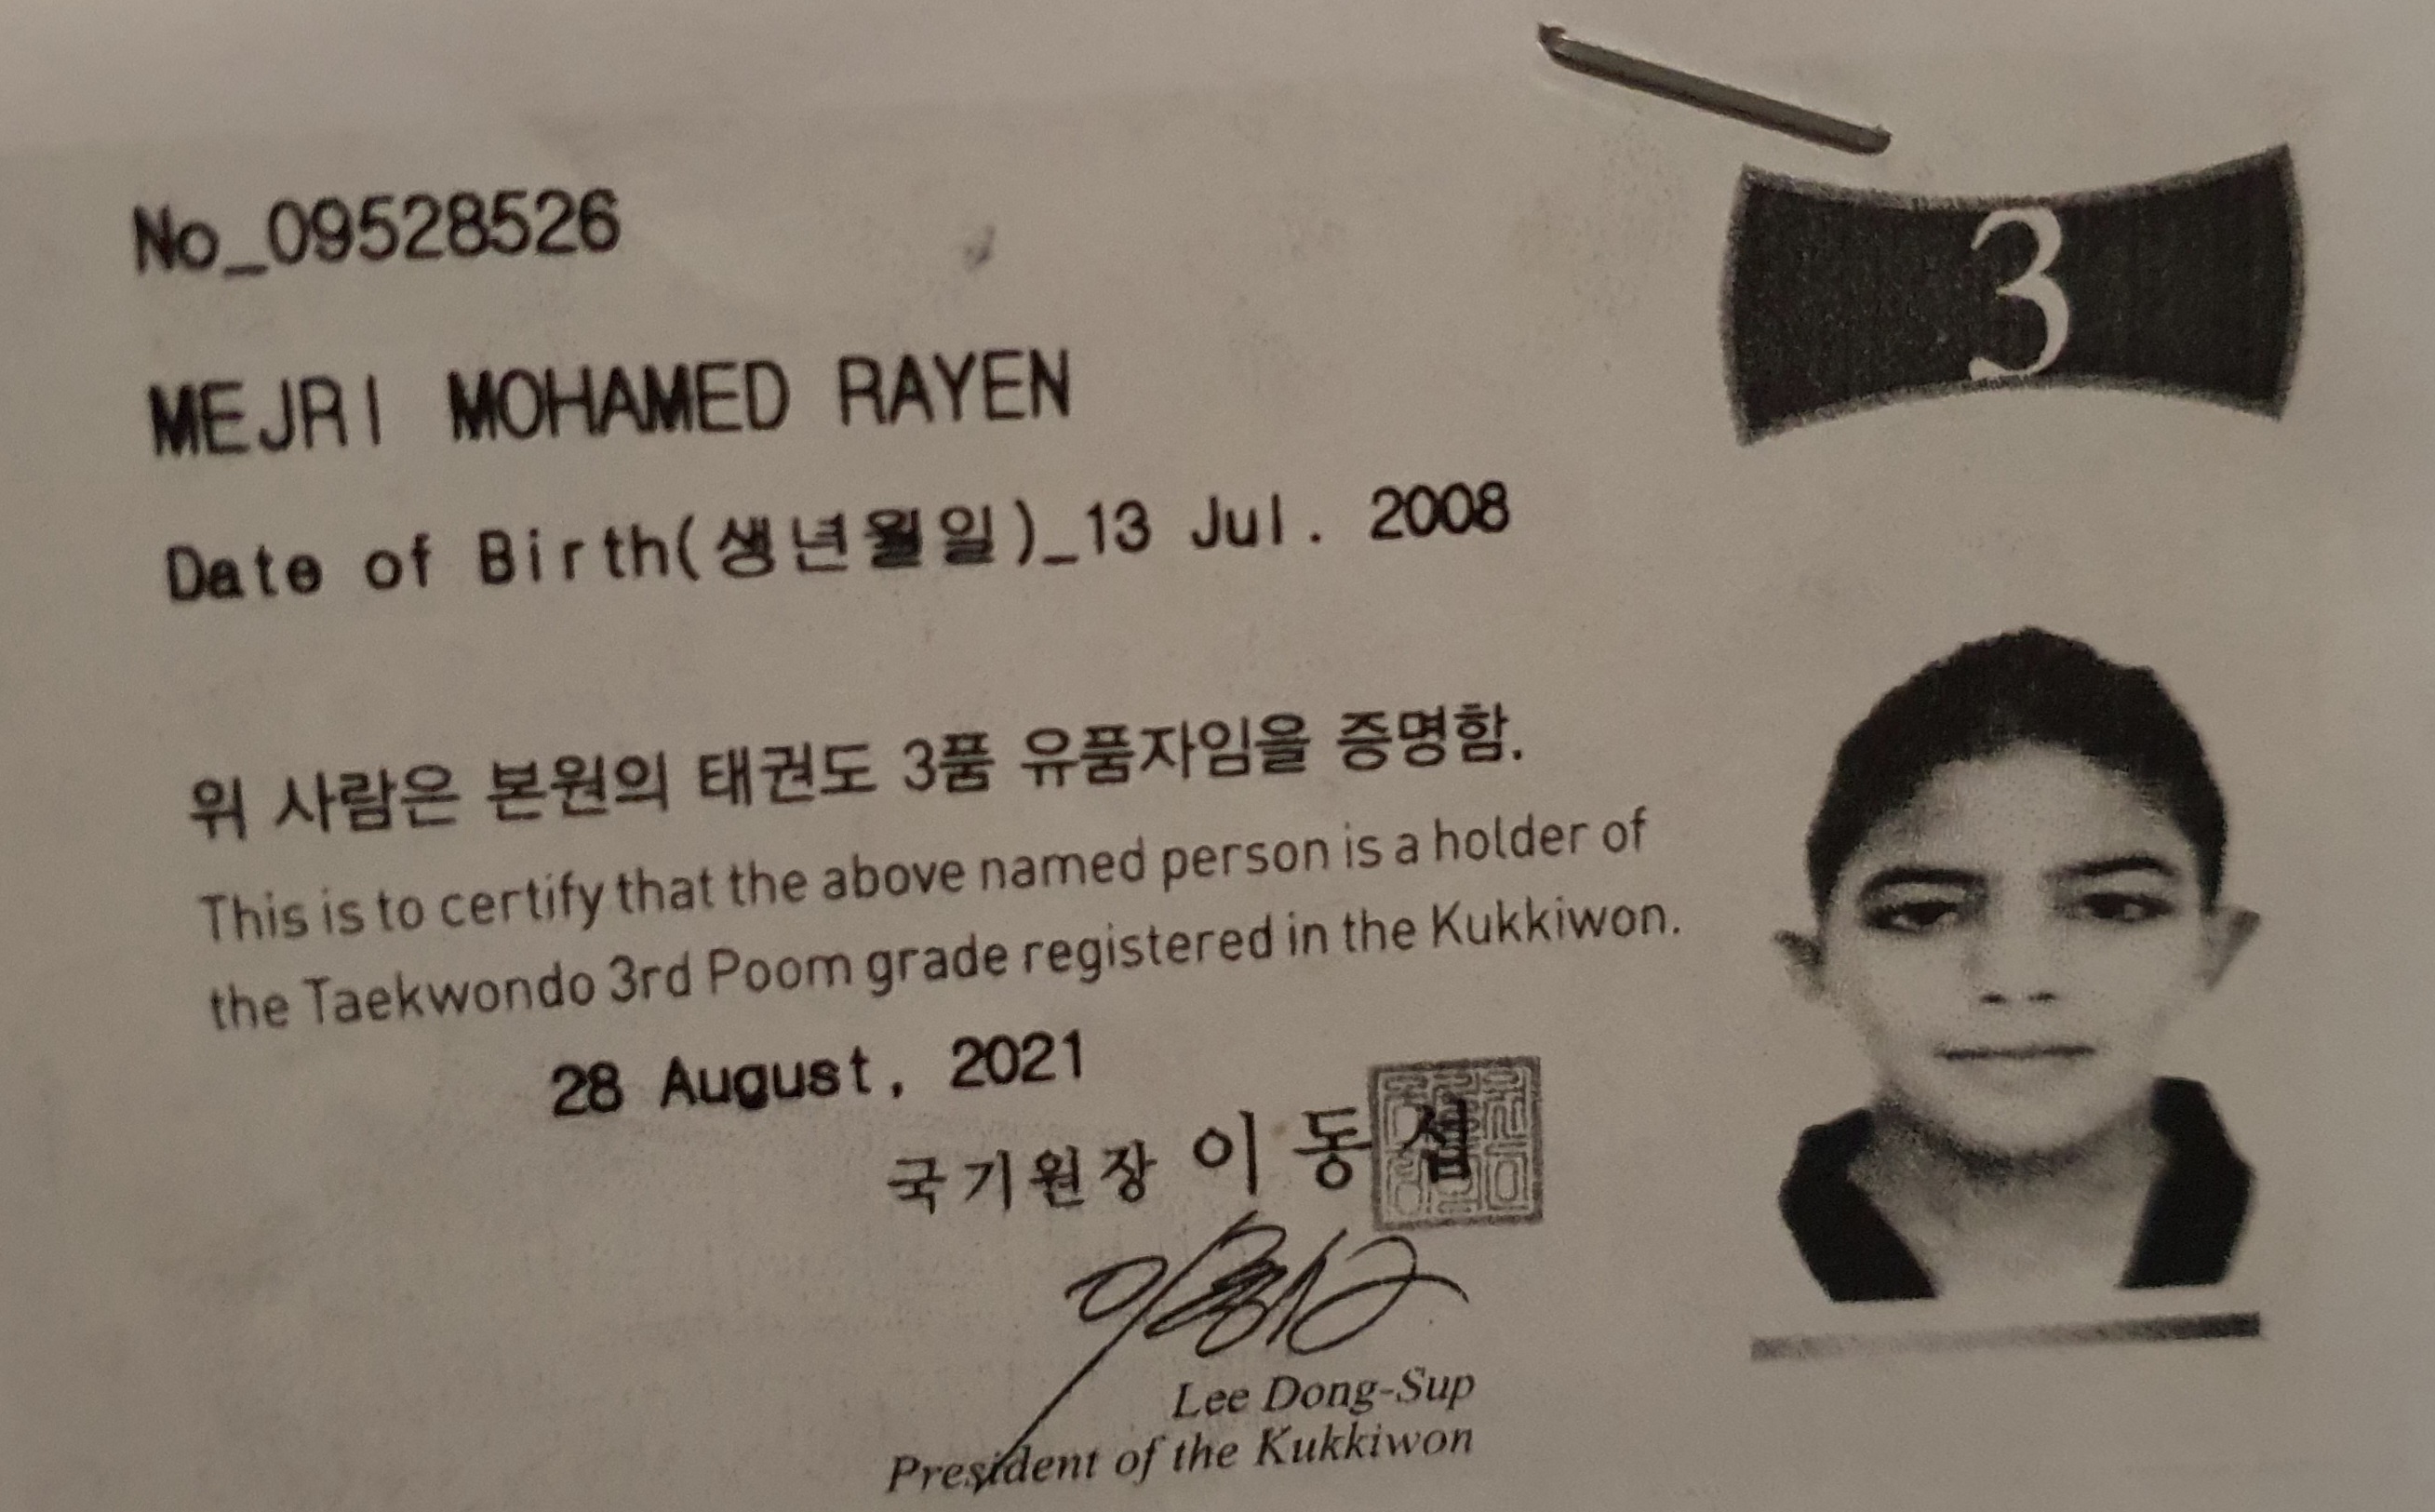 No_09528526
3
MEJRI MOHAMED RAYEN
Date of Birth(생년월일)_13 Jul. 2008
위 사람은 본원의 태권도 3품 유품자임을 증명함.
This is to certify that the above named person is a holder of
the Taekwondo 3rd Poom grade registered in the Kukkiwon.
28 August, 2021
국기원장 이동섭
Lee Dong-Sup
President of the Kukkiwon